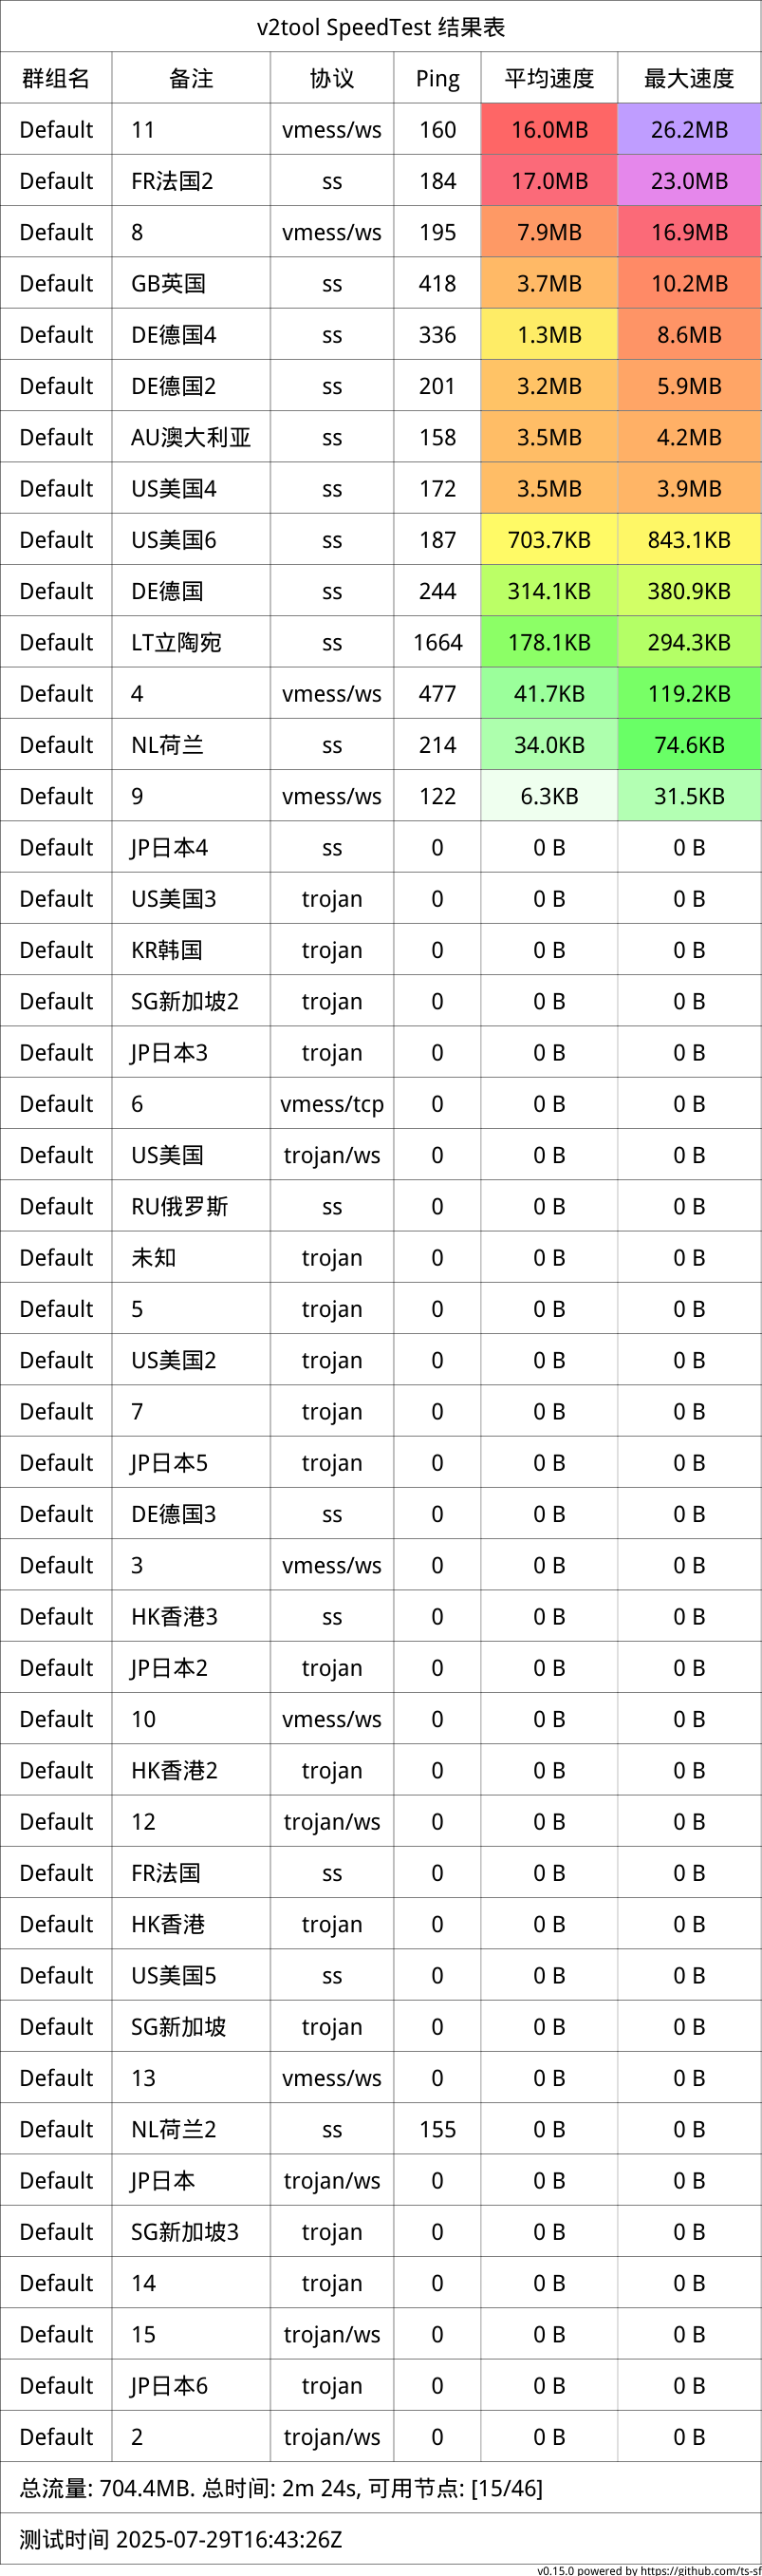 v2tool SpeedTest 结果表
群组名 备注 协议 Ping 平均速度 最大速度
Default 11 vmess/ws 160 16.0MB 26.2MB
Default FR法国2 ss 184 17.0MB 23.0MB
Default 8 vmess/ws 195 7.9MB 16.9MB
Default GB英国 ss 418 3.7MB 10.2MB
Default DE德国4 ss 336 1.3MB 8.6MB
Default DE德国2 ss 201 3.2MB 5.9MB
Default AU澳大利亚 ss 158 3.5MB 4.2MB
Default US美国4 ss 172 3.5MB 3.9MB
Default US美国6 ss 187 703.7KB 843.1KB
Default DE德国 ss 244 314.1KB 380.9KB
Default LT立陶宛 ss 1664 178.1KB 294.3KB
Default 4 vmess/ws 477 41.7KB 119.2KB
Default NL荷兰 ss 214 34.0KB 74.6KB
Default 9 vmess/ws 122 6.3KB 31.5KB
Default JP日本4 ss 0 0 B 0 B
Default US美国3 trojan 0 0 B 0 B
Default KR韩国 trojan 0 0 B 0 B
Default SG新加坡2 trojan 0 0 B 0 B
Default JP日本3 trojan 0 0 B 0 B
Default 6 vmess/tcp 0 0 B 0 B
Default US美国 trojan/ws 0 0 B 0 B
Default RU俄罗斯 ss 0 0 B 0 B
Default 未知 trojan 0 0 B 0 B
Default 5 trojan 0 0 B 0 B
Default US美国2 trojan 0 0 B 0 B
Default 7 trojan 0 0 B 0 B
Default JP日本5 trojan 0 0 B 0 B
Default DE德国3 ss 0 0 B 0 B
Default 3 vmess/ws 0 0 B 0 B
Default HK香港3 ss 0 0 B 0 B
Default JP日本2 trojan 0 0 B 0 B
Default 10 vmess/ws 0 0 B 0 B
Default HK香港2 trojan 0 0 B 0 B
Default 12 trojan/ws 0 0 B 0 B
Default FR法国 ss 0 0 B 0 B
Default HK香港 trojan 0 0 B 0 B
Default US美国5 ss 0 0 B 0 B
Default SG新加坡 trojan 0 0 B 0 B
Default 13 vmess/ws 0 0 B 0 B
Default NL荷兰2 ss 155 0 B 0 B
Default JP日本 trojan/ws 0 0 B 0 B
Default SG新加坡3 trojan 0 0 B 0 B
Default 14 trojan 0 0 B 0 B
Default 15 trojan/ws 0 0 B 0 B
Default JP日本6 trojan 0 0 B 0 B
Default 2 trojan/ws 0 0 B 0 B
总流量: 704.4MB. 总时间: 2m 24s, 可用节点: [15/46]
测试时间 2025-07-29T16:43:26Z
v0.15.0 powered by https://github.com/ts-sf